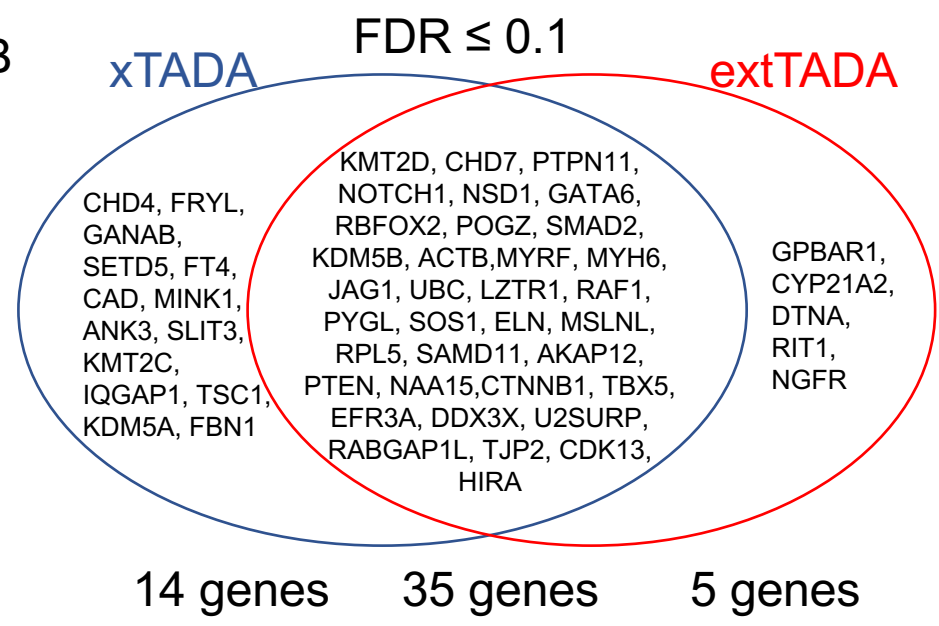 B
FDR ≤ 0.1
xTADA
extTADA
CHD4, FRYL,
GANAB,
SETD5, FT4,
CAD, MINK1,
ANK3, SLIT3,
KMT2C,
IQGAP1, TSC1,
KDM5A, FBN1
KMT2D, CHD7, PTPN11,
NOTCH1, NSD1, GATA6,
RBFOX2, POGZ, SMAD2,
KDM5B, ACTB,MYRF, MYH6,
JAG1, UBC, LZTR1, RAF1,
PYGL, SOS1, ELN, MSLNL,
RPL5, SAMD11, AKAP12,
PTEN, NAA15,CTNNB1, TBX5,
EFR3A, DDX3X, U2SURP,
RABGAP1L, TJP2, CDK13,
HIRA
GPBAR1,
CYP21A2,
DTNA,
RIT1,
NGFR
14 genes
35 genes
5 genes